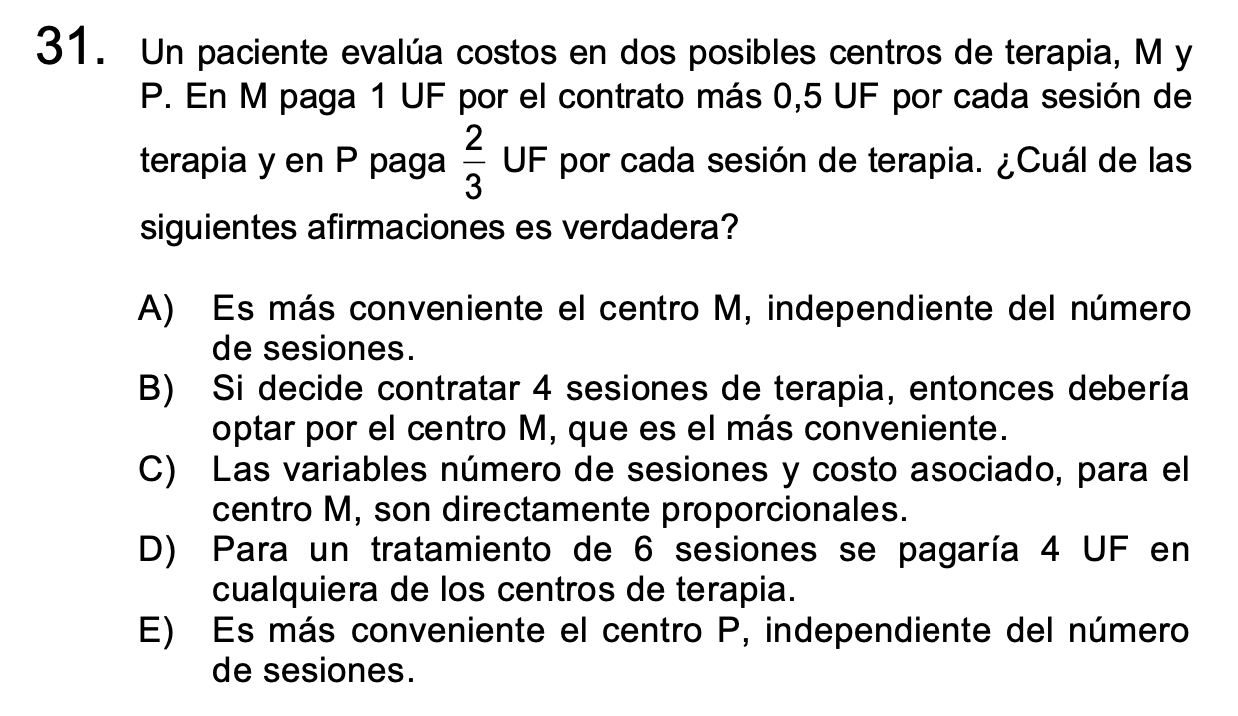 31. Un paciente evalúa costos en dos posibles centros de terapia, M y
P. En M paga 1 UF por el contrato más 0,5 UF por cada sesión de
terapia y en P paga 2/3 UF por cada sesión de terapia. ¿Cuál de las
siguientes afirmaciones es verdadera?
A) Es más conveniente el centro M, independiente del número
de sesiones.
B) Si decide contratar 4 sesiones de terapia, entonces debería
optar por el centro M, que es el más conveniente.
C) Las variables número de sesiones y costo asociado, para el
centro M, son directamente proporcionales.
D) Para un tratamiento de 6 sesiones se pagaría 4 UF en
cualquiera de los centros de terapia.
E) Es más conveniente el centro P, independiente del número
de sesiones.